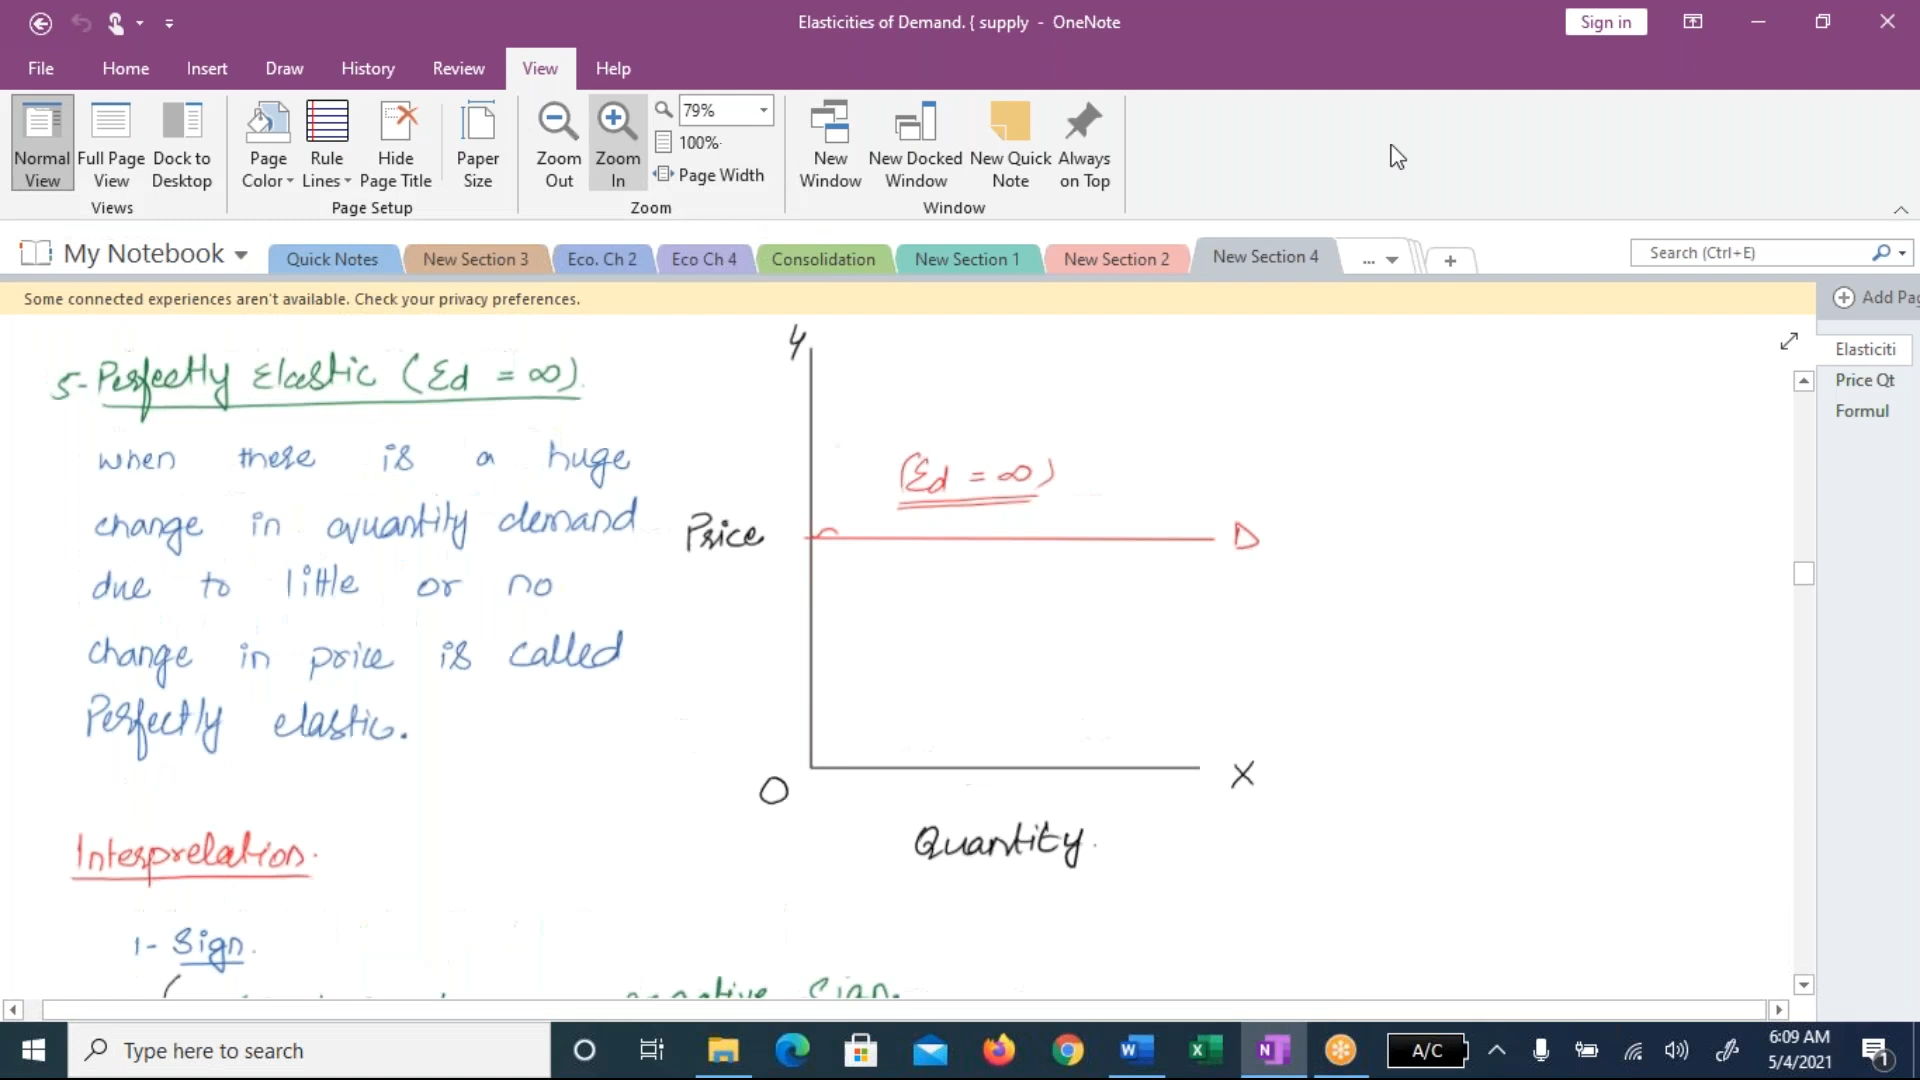 Elasticities of Demand. { supply - OneNote
Sign in
File Home Insert Draw History Review View Help
Normal View
Full Page View
Dock to Desktop
Views
Page Color
Rule Lines
Hide Page Title
Paper Size
Page Setup
Zoom Out
Zoom In
79%
100%
Page Width
Zoom
New Window
New Docked Window
New Quick Note
Always on Top
Window
My Notebook
Quick Notes
New Section 3
Eco. Ch 2
Eco Ch 4
Consolidation
New Section 1
New Section 2
New Section 4
...
Search (Ctrl+E)
Some connected experiences aren't available. Check your privacy preferences.
Add Pag
Elasticiti
Price Qt
Formul
5- Perfectly Elastic (Ed = ∞).
when there is a huge
change in quantity demand
due to little or no
change in price is called
Perfectly elastic.
Y
(Ed = ∞)
Price
D
O
X
Quantity.
Interpretation.
1- Sign.
negative Sign.
Type here to search
A/C
6:09 AM
5/4/2021
1